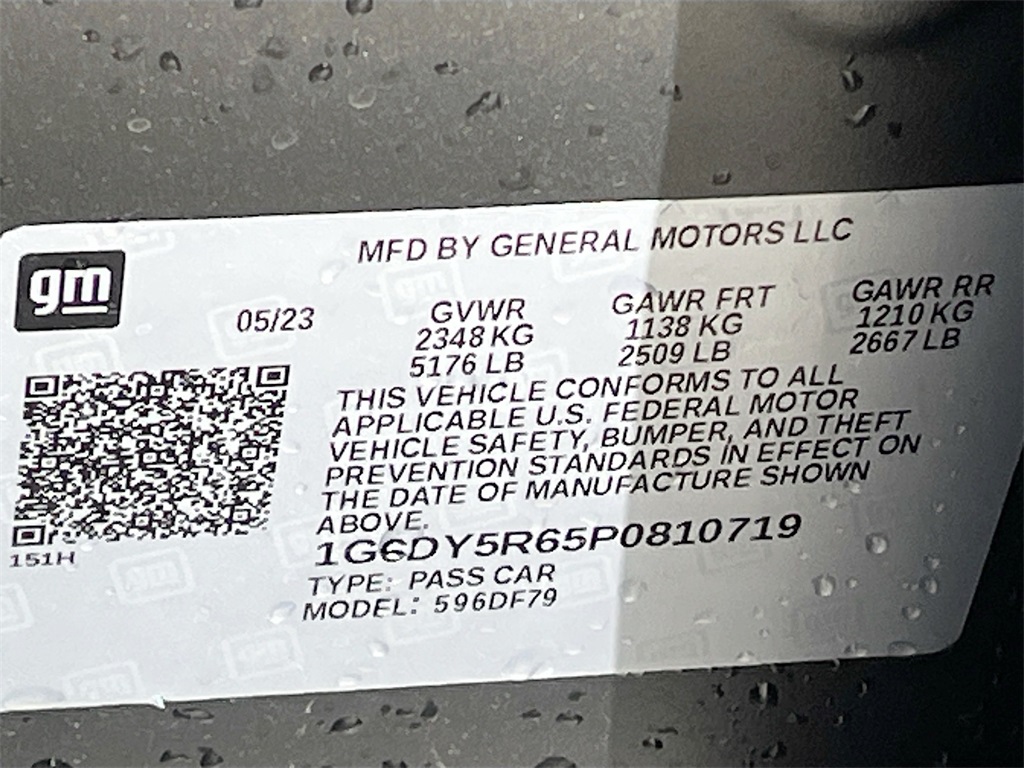 gm
MFD BY GENERAL MOTORS LLC
05/23
GVWR
2348 KG
5176 LB
GAWR FRT
1138 KG
2509 LB
GAWR RR
1210 KG
2667 LB
THIS VEHICLE CONFORMS TO ALL
APPLICABLE U.S. FEDERAL MOTOR
VEHICLE SAFETY, BUMPER, AND THEFT
PREVENTION STANDARDS IN EFFECT ON
THE DATE OF MANUFACTURE SHOWN
ABOVE.
151H
1G6DY5R65P0810719
TYPE: PASS CAR
MODEL: 596DF79